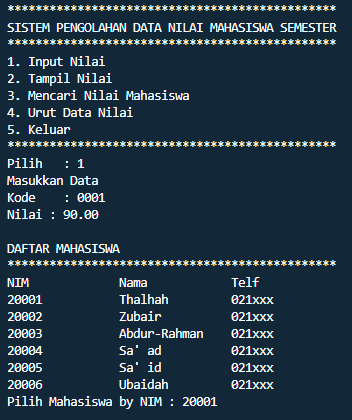 ***********************************************
SISTEM PENGOLAHAN DATA NILAI MAHASISWA SEMESTER
***********************************************
1. Input Nilai
2. Tampil Nilai
3. Mencari Nilai Mahasiswa
4. Urut Data Nilai
5. Keluar
***********************************************
Pilih   : 1
Masukkan Data
Kode    : 0001
Nilai : 90.00

DAFTAR MAHASISWA
***********************************************
NIM             Nama            Telf
20001           Thalhah         021xxx
20002           Zubair          021xxx
20003           Abdur-Rahman    021xxx
20004           Sa' ad          021xxx
20005           Sa' id          021xxx
20006           Ubaidah         021xxx
Pilih Mahasiswa by NIM : 20001